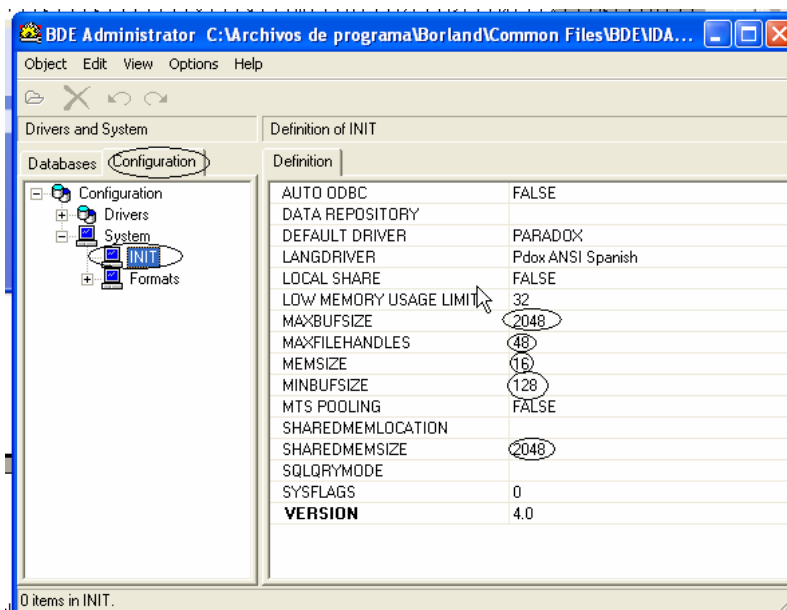 BDE Administrator C:\Archivos de programa\Borland\Common Files\BDE\IDA...
Object Edit View Options Help
Drivers and System
Definition of INIT
Databases Configuration
Definition
Configuration
Drivers
System
INIT
Formats
AUTO ODBC FALSE
DATA REPOSITORY
DEFAULT DRIVER PARADOX
LANGDRIVER Pdox ANSI Spanish
LOCAL SHARE FALSE
LOW MEMORY USAGE LIMIT 32
MAXBUFSIZE 2048
MAXFILEHANDLES 48
MEMSIZE 16
MINBUFSIZE 128
MTS POOLING FALSE
SHAREDMEMLOCATION
SHAREDMEMSIZE 2048
SQLQRYMODE
SYSFLAGS 0
VERSION 4.0
0 items in INIT.